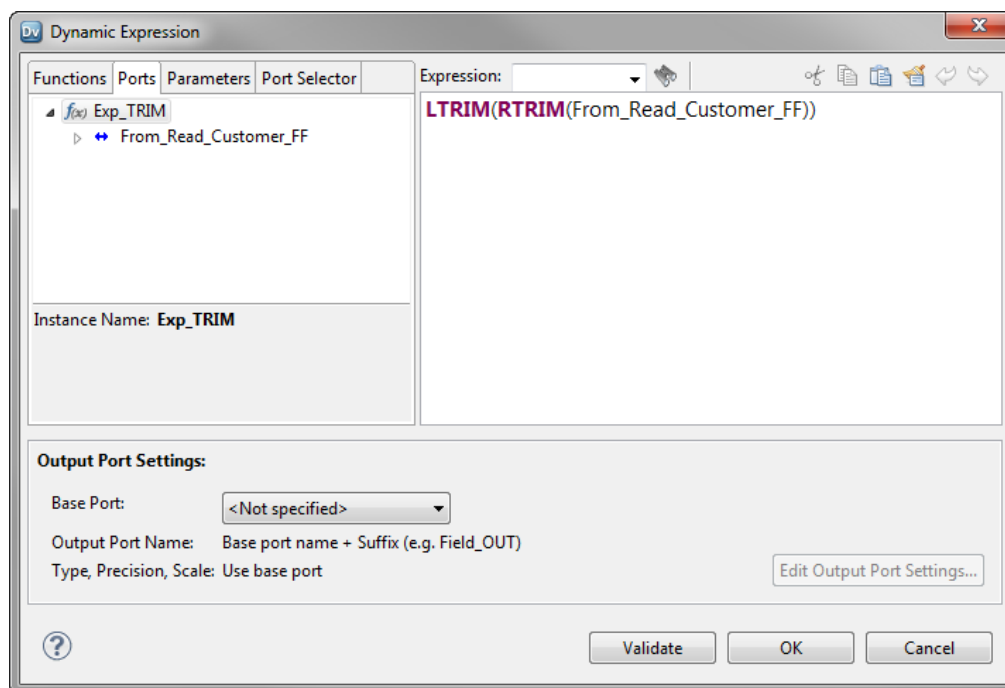 Dv Dynamic Expression
Functions Ports Parameters Port Selector
Expression:
f(x) Exp_TRIM
From_Read_Customer_FF
LTRIM(RTRIM(From_Read_Customer_FF))
Instance Name: Exp_TRIM
Output Port Settings:
Base Port: <Not specified>
Output Port Name: Base port name + Suffix (e.g. Field_OUT)
Type, Precision, Scale: Use base port
Edit Output Port Settings...
? Validate OK Cancel